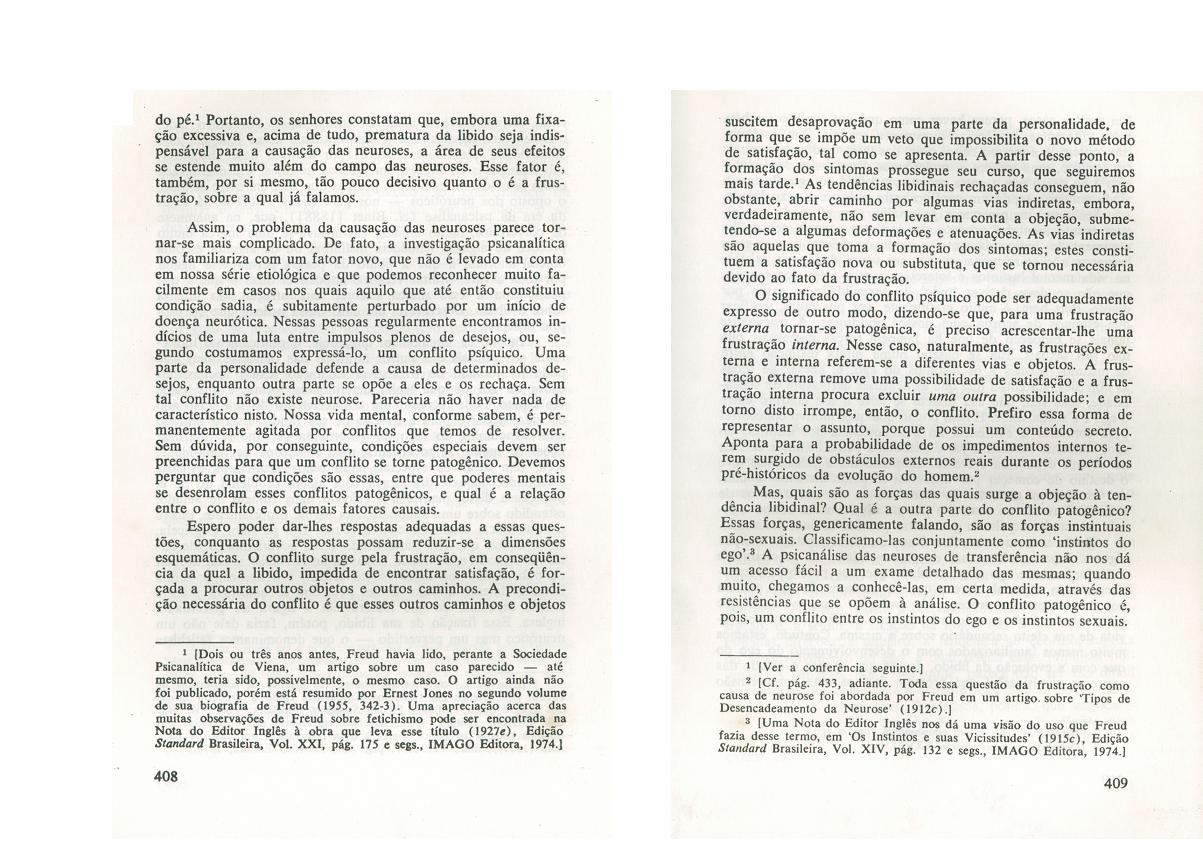 do pé.¹ Portanto, os senhores constatam que, embora uma fixa-
ção excessiva e, acima de tudo, prematura da libido seja indis-
pensável para a causação das neuroses, a área de seus efeitos
se estende muito além do campo das neuroses. Esse fator é,
também, por si mesmo, tão pouco decisivo quanto o é a frus-
tração, sobre a qual já falamos.
Assim, o problema da causação das neuroses parece tor-
nar-se mais complicado. De fato, a investigação psicanalítica
nos familiariza com um fator novo, que não é levado em conta
em nossa série etiológica e que podemos reconhecer muito fa-
cilmente em casos nos quais aquilo que até então constituiu
condição sadia, é subitamente perturbado por um início de
doença neurótica. Nessas pessoas regularmente encontramos in-
dícios de uma luta entre impulsos plenos de desejos, ou, se-
gundo costumamos expressá-lo, um conflito psíquico. Uma
parte da personalidade defende a causa de determinados de-
sejos, enquanto outra parte se opõe a eles e os rechaça. Sem
tal conflito não existe neurose. Pareceria não haver nada de
característico nisto. Nossa vida mental, conforme sabem, é per-
manentemente agitada por conflitos que temos de resolver.
Sem dúvida, por conseguinte, condições especiais devem ser
preenchidas para que um conflito se torne patogênico. Devemos
perguntar que condições são essas, entre que poderes mentais
se desenrolam esses conflitos patogênicos, e qual é a relação
entre o conflito e os demais fatores causais.
Espero poder dar-lhes respostas adequadas a essas ques-
tões, conquanto as respostas possam reduzir-se a dimensões
esquemáticas. O conflito surge pela frustração, em conseqüên-
cia da qual a libido, impedida de encontrar satisfação, é for-
çada a procurar outros objetos e outros caminhos. A precondi-
ção necessária do conflito é que esses outros caminhos e objetos
¹ [Dois ou três anos antes, Freud havia lido, perante a Sociedade
Psicanalítica de Viena, um artigo sobre um caso parecido — até
mesmo, teria sido, possivelmente, o mesmo caso. O artigo ainda não
foi publicado, porém está resumido por Ernest Jones no segundo volume
de sua biografia de Freud (1955, 342-3). Uma apreciação acerca das
muitas observações de Freud sobre fetichismo pode ser encontrada na
Nota do Editor Inglês à obra que leva esse título (1927e), Edição
Standard Brasileira, Vol. XXI, pág. 175 e segs., IMAGO Editora, 1974.]
408
suscitem desaprovação em uma parte da personalidade, de
forma que se impõe um veto que impossibilita o novo método
de satisfação, tal como se apresenta. A partir desse ponto, a
formação dos sintomas prossegue seu curso, que seguiremos
mais tarde.¹ As tendências libidinais rechaçadas conseguem, não
obstante, abrir caminho por algumas vias indiretas, embora,
verdadeiramente, não sem levar em conta a objeção, subme-
tendo-se a algumas deformações e atenuações. As vias indiretas
são aquelas que toma a formação dos sintomas; estes consti-
tuem a satisfação nova ou substituta, que se tornou necessária
devido ao fato da frustração.
O significado do conflito psíquico pode ser adequadamente
expresso de outro modo, dizendo-se que, para uma frustração
externa tornar-se patogênica, é preciso acrescentar-lhe uma
frustração interna. Nesse caso, naturalmente, as frustrações ex-
terna e interna referem-se a diferentes vias e objetos. A frus-
tração externa remove uma possibilidade de satisfação e a frus-
tração interna procura excluir uma outra possibilidade; e em
torno disto irrompe, então, o conflito. Prefiro essa forma de
representar o assunto, porque possui um conteúdo secreto.
Aponta para a probabilidade de os impedimentos internos te-
rem surgido de obstáculos externos reais durante os períodos
pré-históricos da evolução do homem.²
Mas, quais são as forças das quais surge a objeção à ten-
dência libidinal? Qual é a outra parte do conflito patogênico?
Essas forças, genericamente falando, são as forças instintuais
não-sexuais. Classificamo-las conjuntamente como 'instintos do
ego'.³ A psicanálise das neuroses de transferência não nos dá
um acesso fácil a um exame detalhado das mesmas; quando
muito, chegamos a conhecê-las, em certa medida, através das
resistências que se opõem à análise. O conflito patogênico é,
pois, um conflito entre os instintos do ego e os instintos sexuais.
¹ [Ver a conferência seguinte.]
² [Cf. pág. 433, adiante. Toda essa questão da frustração como
causa de neurose foi abordada por Freud em um artigo. sobre 'Tipos de
Desencadeamento da Neurose' (1912c).]
³ [Uma Nota do Editor Inglês nos dá uma visão do uso que Freud
fazia desse termo, em 'Os Instintos e suas Vicissitudes' (1915c), Edição
Standard Brasileira, Vol. XIV, pág. 132 e segs., IMAGO Editora, 1974.]
409